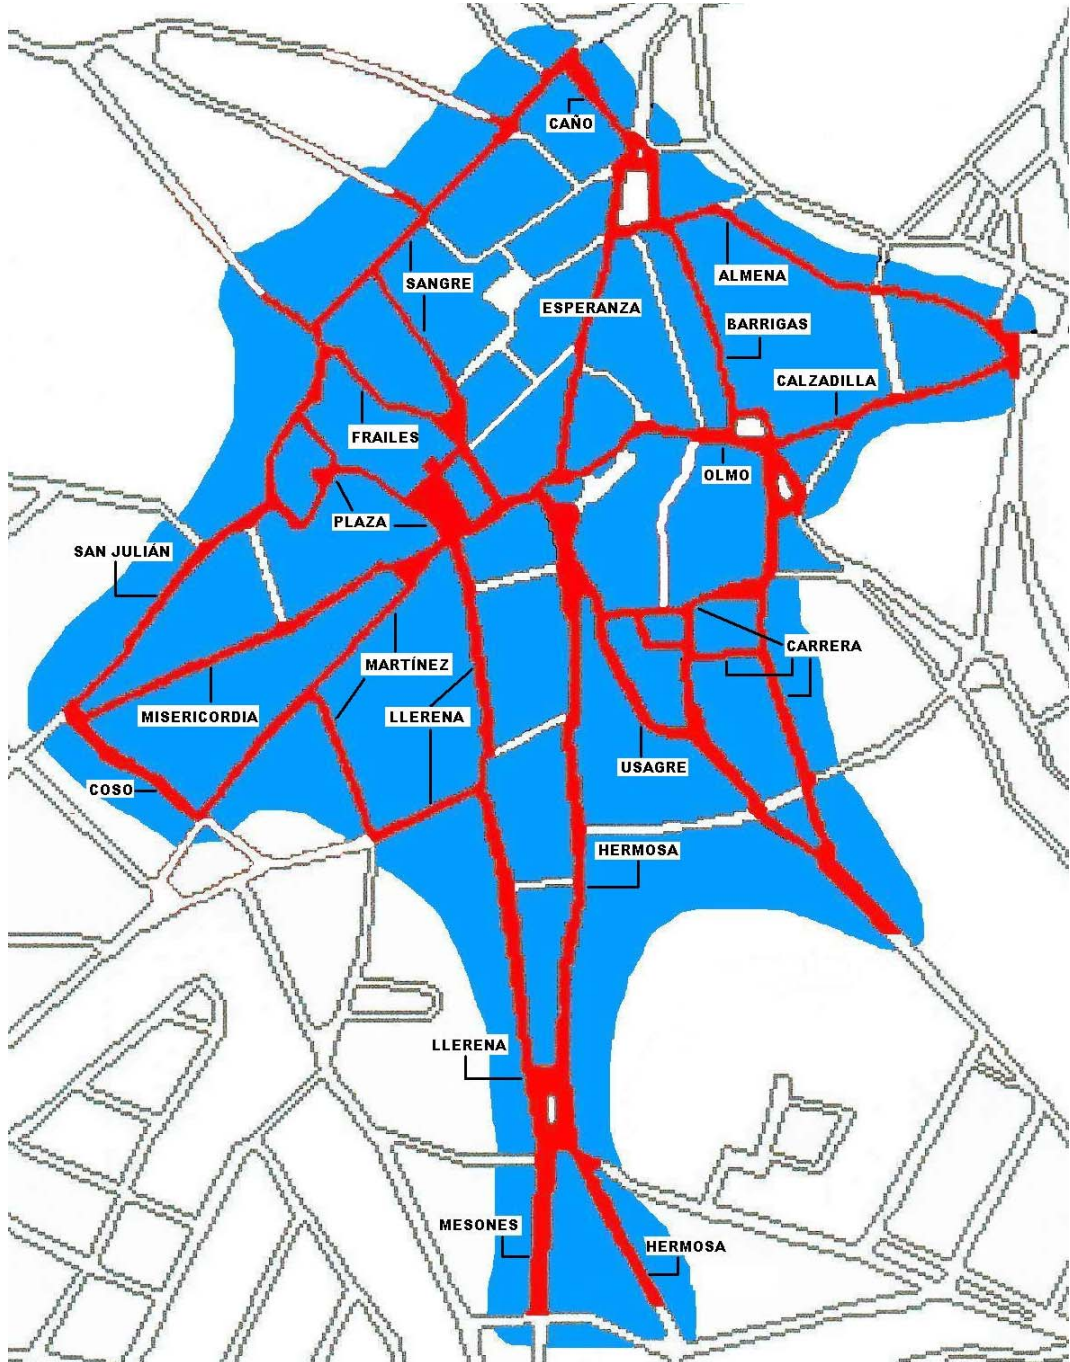 CAÑO
ALMENA
SANGRE
ESPERANZA
BARRIGAS
CALZADILLA
FRAILES
OLMO
PLAZA
SAN JULIÁN
CARRERA
MARTÍNEZ
MISERICORDIA
LLERENA
USAGRE
COSO
HERMOSA
LLERENA
MESONES
HERMOSA